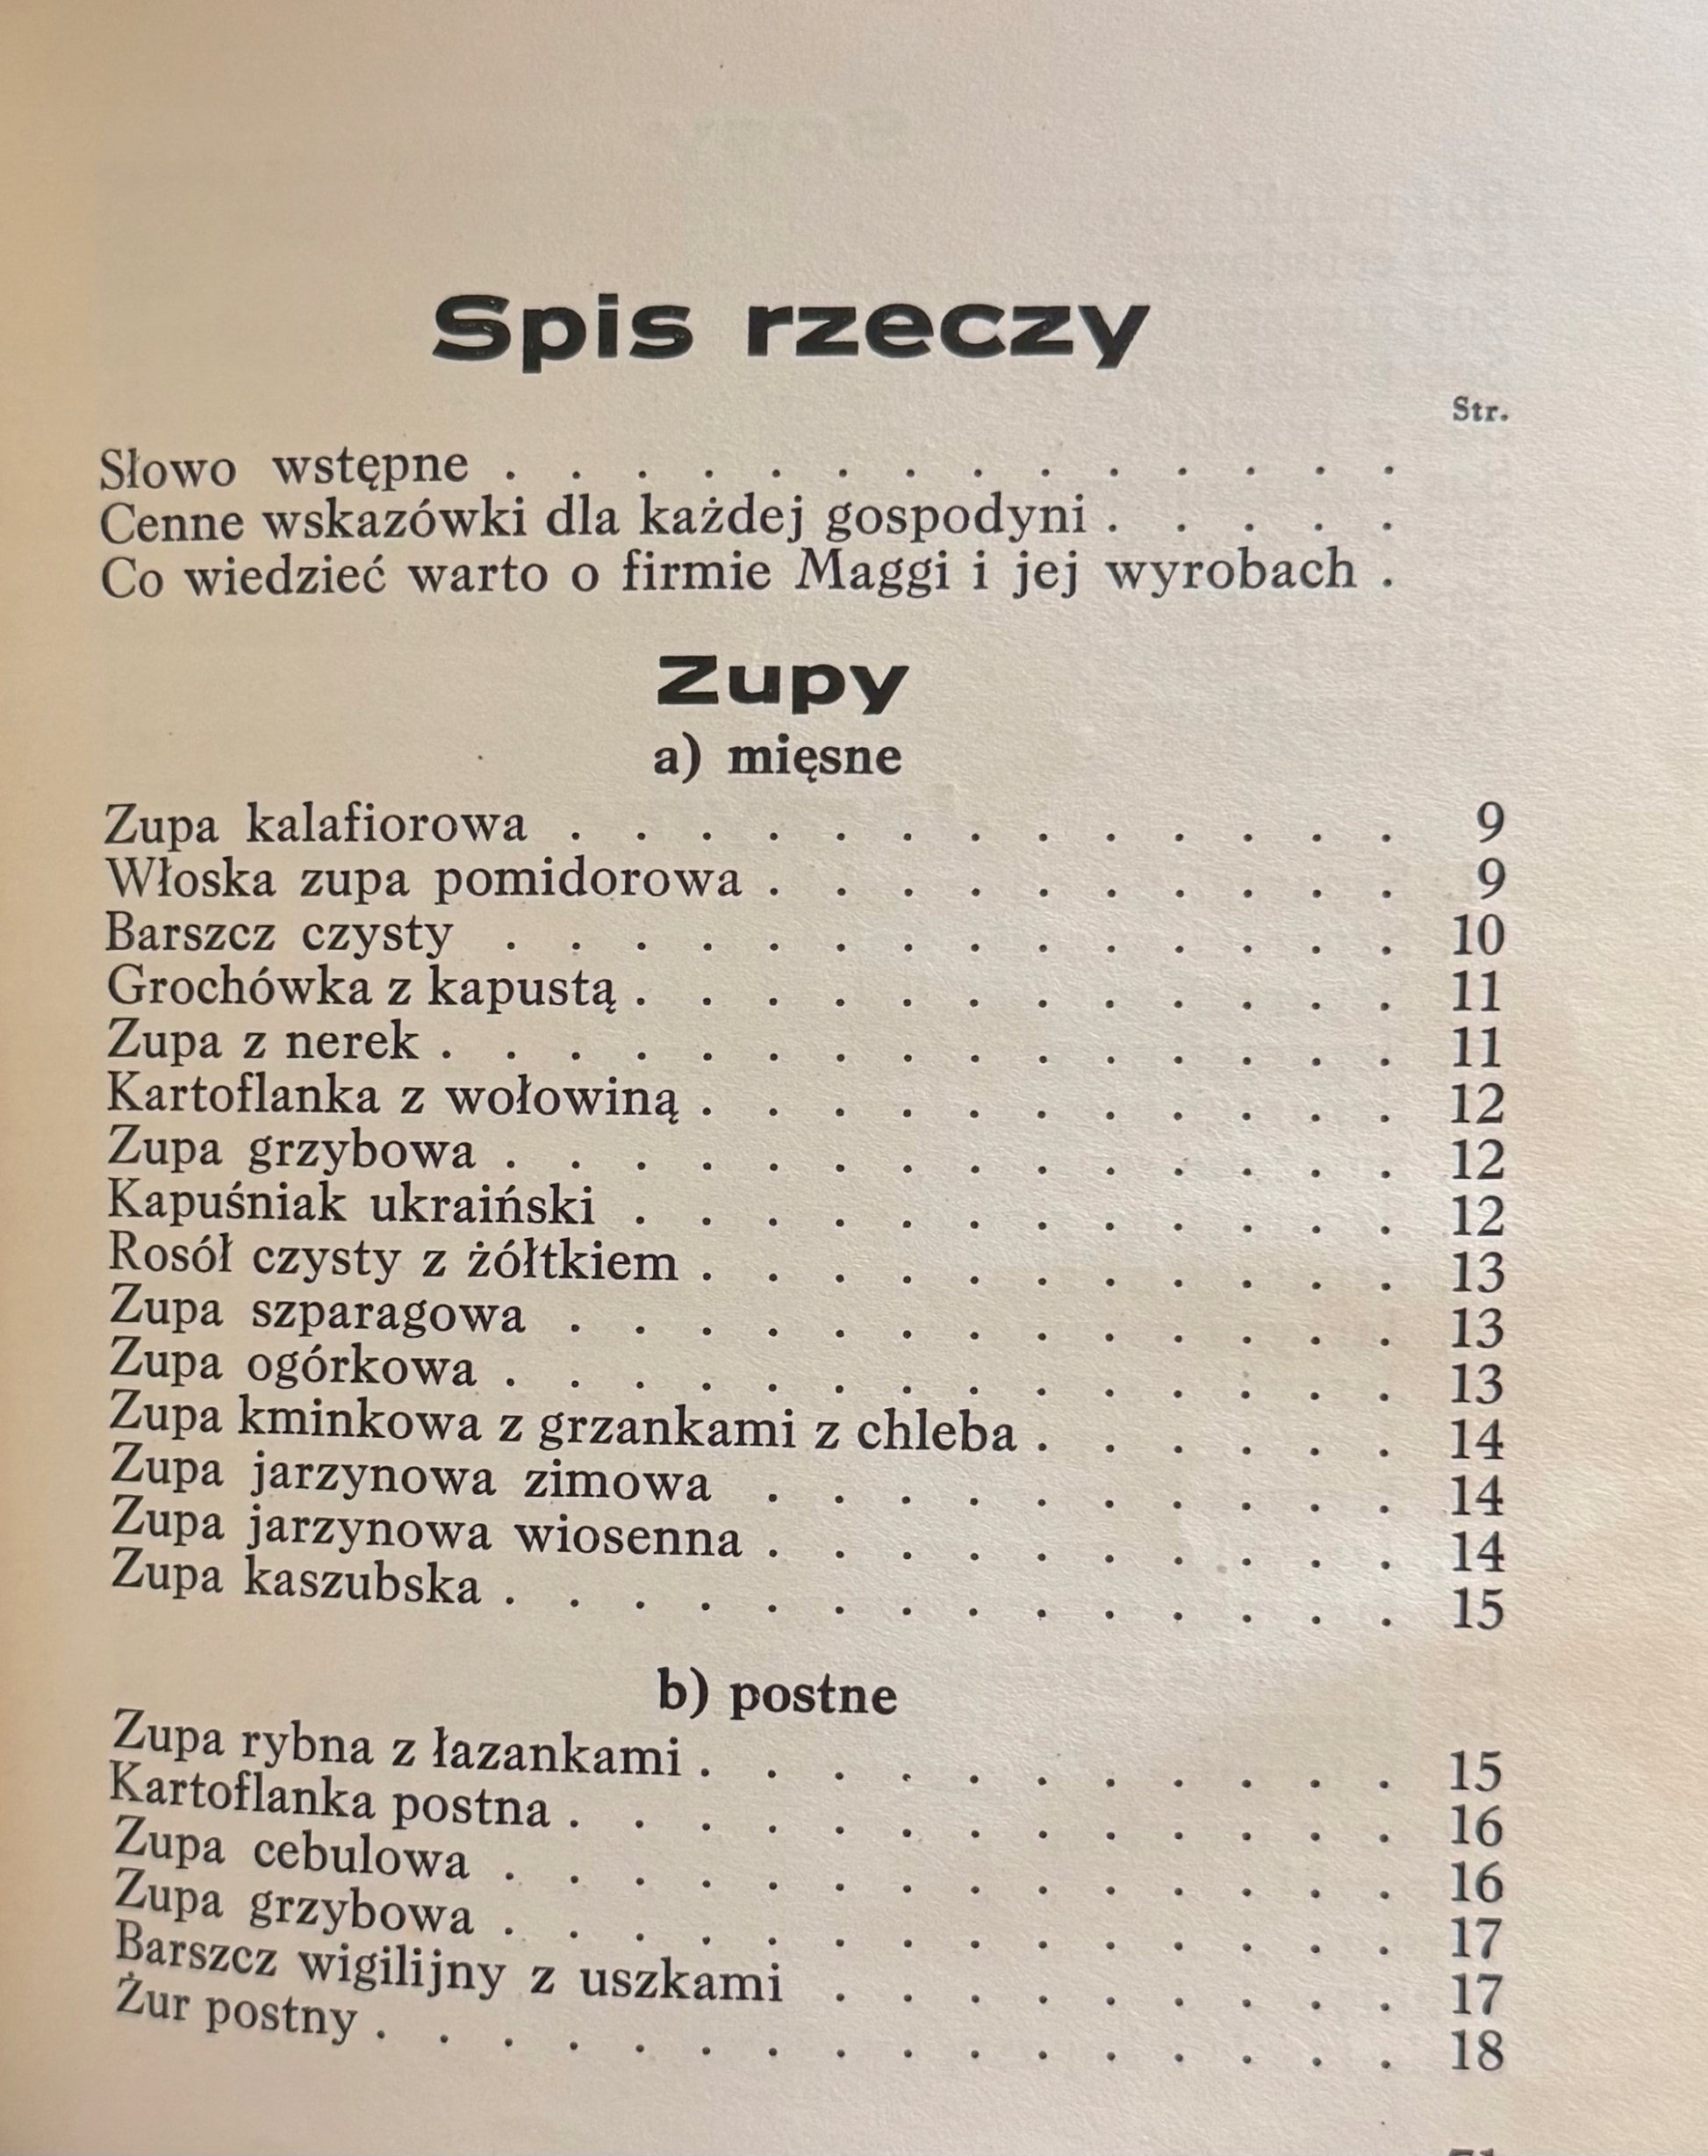 Spis rzeczy
Str.
Słowo wstępne . . . . . . . . . . . . . .
Cenne wskazówki dla każdej gospodyni . . . . .
Co wiedzieć warto o firmie Maggi i jej wyrobach .
Zupy
a) mięsne
Zupa kalafiorowa . . . . . . . . . . . . . 9
Włoska zupa pomidorowa . . . . . . . . . . 9
Barszcz czysty . . . . . . . . . . . . . . 10
Grochówka z kapustą . . . . . . . . . . . . 11
Zupa z nerek . . . . . . . . . . . . . . . 11
Kartoflanka z wołowiną . . . . . . . . . . . 12
Zupa grzybowa . . . . . . . . . . . . . . 12
Kapuśniak ukraiński . . . . . . . . . . . . 12
Rosół czysty z żółtkiem . . . . . . . . . . . 13
Zupa szparagowa . . . . . . . . . . . . . 13
Zupa ogórkowa . . . . . . . . . . . . . . 13
Zupa kminkowa z grzankami z chleba . . . . . . 14
Zupa jarzynowa zimowa . . . . . . . . . . 14
Zupa jarzynowa wiosenna . . . . . . . . . . 14
Zupa kaszubska . . . . . . . . . . . . . . 15
b) postne
Zupa rybna z łazankami . . . . . . . . . . . 15
Kartoflanka postna . . . . . . . . . . . . . 16
Zupa cebulowa . . . . . . . . . . . . . . 16
Zupa grzybowa . . . . . . . . . . . . . . 17
Barszcz wigilijny z uszkami . . . . . . . . . 17
Żur postny . . . . . . . . . . . . . . . . 18